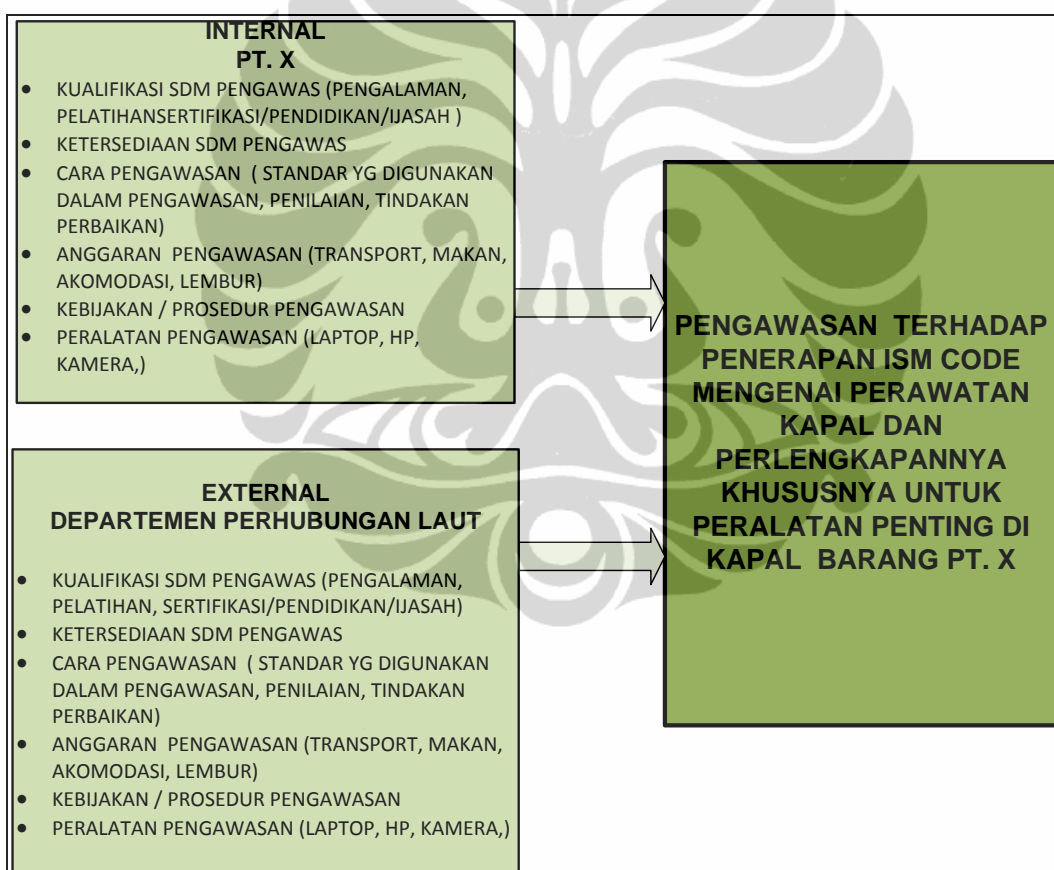 INTERNAL
PT. X
• KUALIFIKASI SDM PENGAWAS (PENGALAMAN,
PELATIHANSERTIFIKASI/PENDIDIKAN/IJASAH )
• KETERSEDIAAN SDM PENGAWAS
• CARA PENGAWASAN ( STANDAR YG DIGUNAKAN
DALAM PENGAWASAN, PENILAIAN, TINDAKAN
PERBAIKAN)
• ANGGARAN PENGAWASAN (TRANSPORT, MAKAN,
AKOMODASI, LEMBUR)
• KEBIJAKAN / PROSEDUR PENGAWASAN
• PERALATAN PENGAWASAN (LAPTOP, HP,
KAMERA,)
EXTERNAL
DEPARTEMEN PERHUBUNGAN LAUT
• KUALIFIKASI SDM PENGAWAS (PENGALAMAN,
PELATIHAN, SERTIFIKASI/PENDIDIKAN/IJASAH)
• KETERSEDIAAN SDM PENGAWAS
• CARA PENGAWASAN ( STANDAR YG DIGUNAKAN
DALAM PENGAWASAN, PENILAIAN, TINDAKAN
PERBAIKAN)
• ANGGARAN PENGAWASAN (TRANSPORT, MAKAN,
AKOMODASI, LEMBUR)
• KEBIJAKAN / PROSEDUR PENGAWASAN
• PERALATAN PENGAWASAN (LAPTOP, HP, KAMERA,)
PENGAWASAN TERHADAP
PENERAPAN ISM CODE
MENGENAI PERAWATAN
KAPAL DAN
PERLENGKAPANNYA
KHUSUSNYA UNTUK
PERALATAN PENTING DI
KAPAL BARANG PT. X